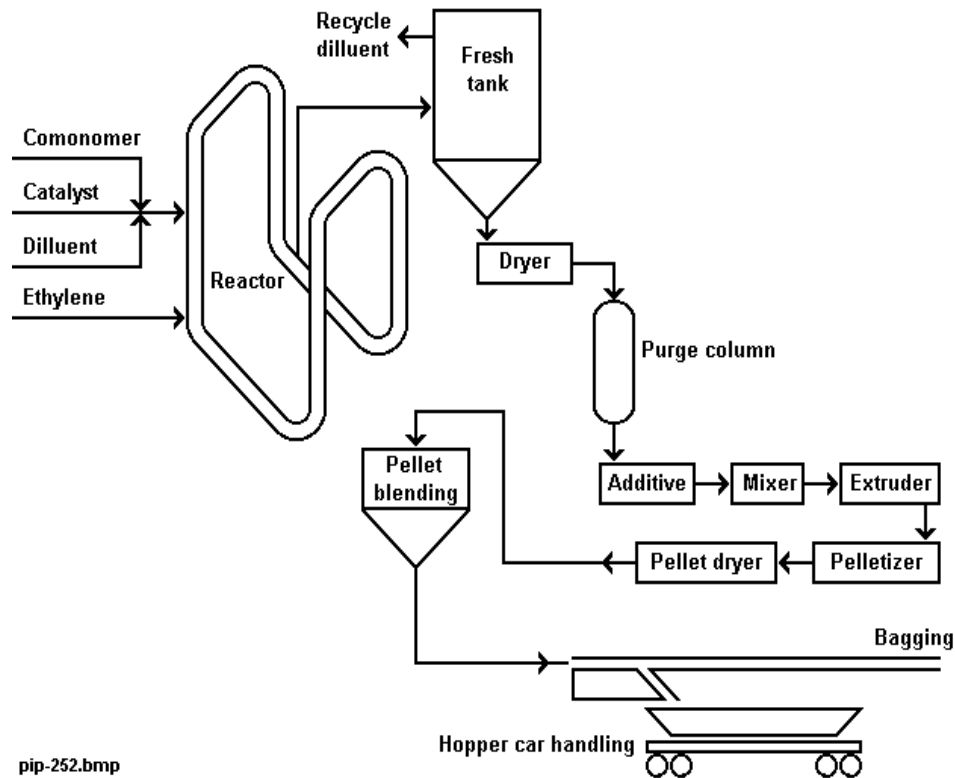 Recycle
dilluent
Fresh
tank
Comonomer
Catalyst
Dilluent
Ethylene
Reactor
Dryer
Purge column
Pellet
blending
Additive
Mixer
Extruder
Pellet dryer
Pelletizer
Bagging
Hopper car handling
pip-252.bmp